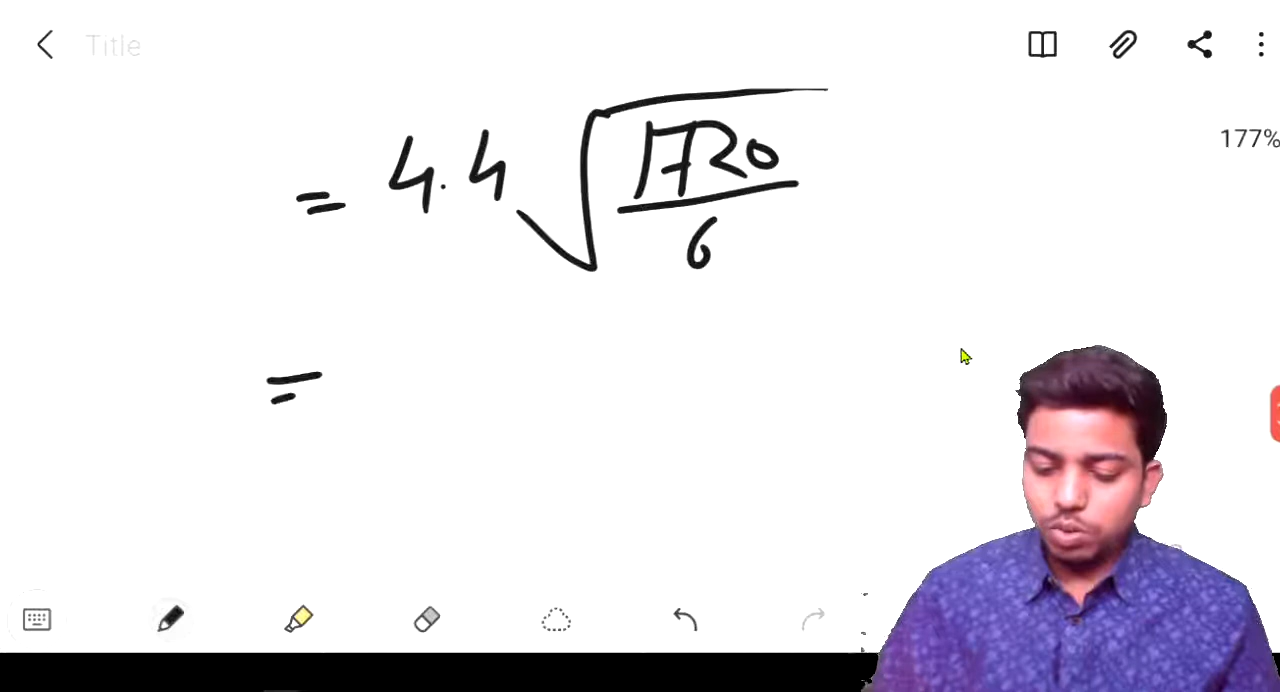 Title
177%
= 4.4 √(1720/6)
=